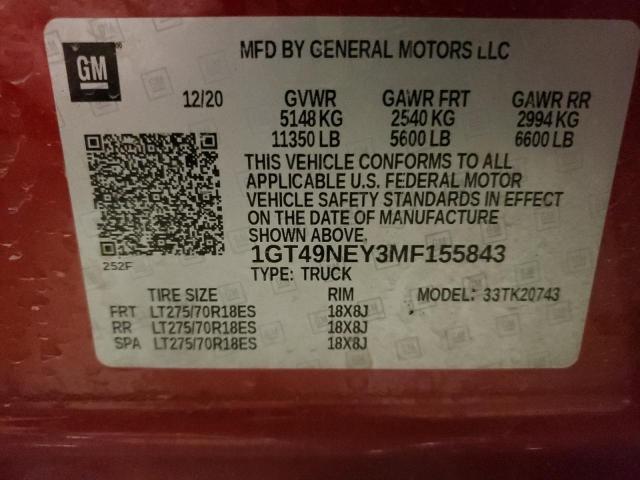 GM
MFD BY GENERAL MOTORS LLC
12/20 GVWR GAWR FRT GAWR RR
5148 KG 2540 KG 2994 KG
11350 LB 5600 LB 6600 LB
THIS VEHICLE CONFORMS TO ALL
APPLICABLE U.S. FEDERAL MOTOR
VEHICLE SAFETY STANDARDS IN EFFECT
ON THE DATE OF MANUFACTURE
SHOWN ABOVE.
1GT49NEY3MF155843
252F
TYPE: TRUCK
TIRE SIZE RIM MODEL: 33TK20743
FRT LT275/70R18ES 18X8J
RR LT275/70R18ES 18X8J
SPA LT275/70R18ES 18X8J